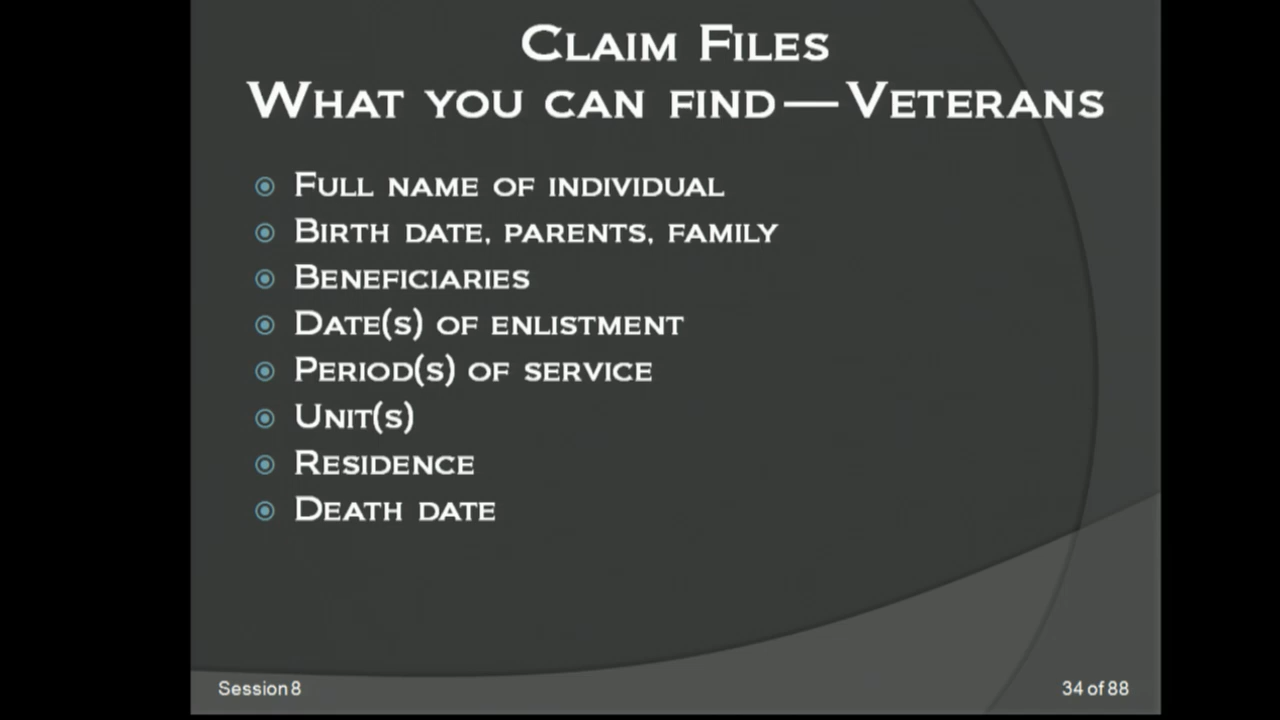 Claim Files
What you can find—Veterans
Full name of individual
Birth date, parents, family
Beneficiaries
Date(s) of enlistment
Period(s) of service
Unit(s)
Residence
Death date
Session 8
34 of 88